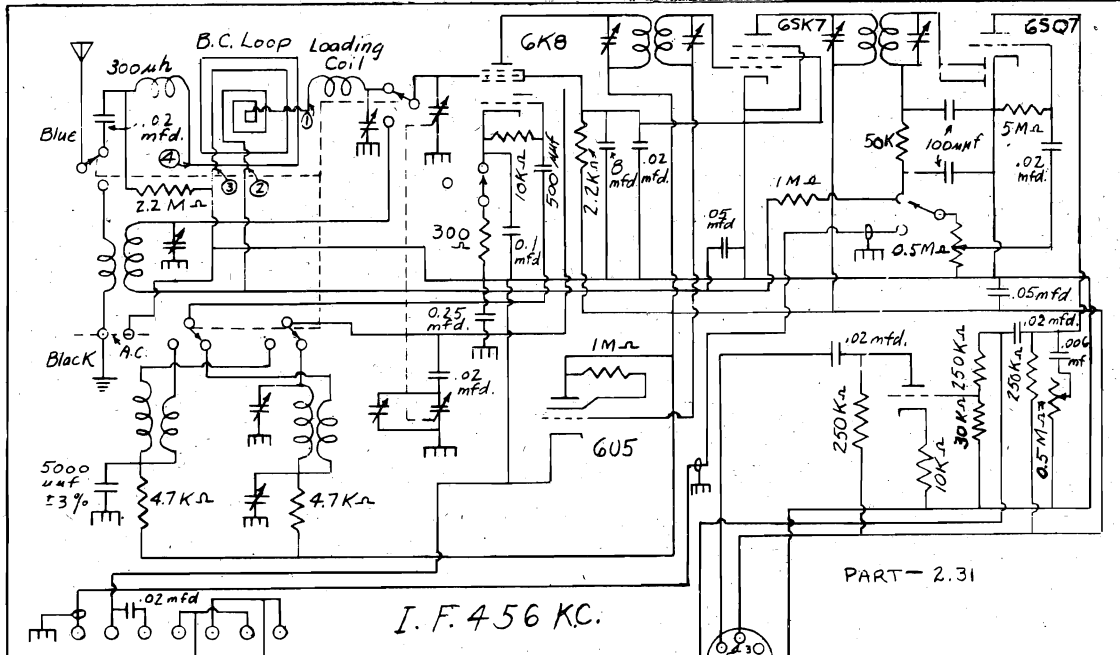 B.C. Loop
Loading
Coil
6K8
6SK7
6SQ7
300μh
Blue
.02
mfd.
①
④
③
②
2.2 MΩ
300
Ω
10KΩ
500μμf
0.1
mfd
2.2KΩ
8
mfd
.02
mfd.
.05
mfd
50K
100μμf
5MΩ
.02
mfd.
1MΩ
0.5MΩ
.05mfd.
0.25
mfd.
Black
A.C.
.02
mfd.
1MΩ
6U5
.02mfd.
250KΩ
10KΩ
250KΩ
30KΩ
.02mfd.
250KΩ
.006
mf
0.5MΩ
5000
μμf
±3%
4.7KΩ
4.7KΩ
.02mfd
I.F. 456 KC.
PART - 2.31
3